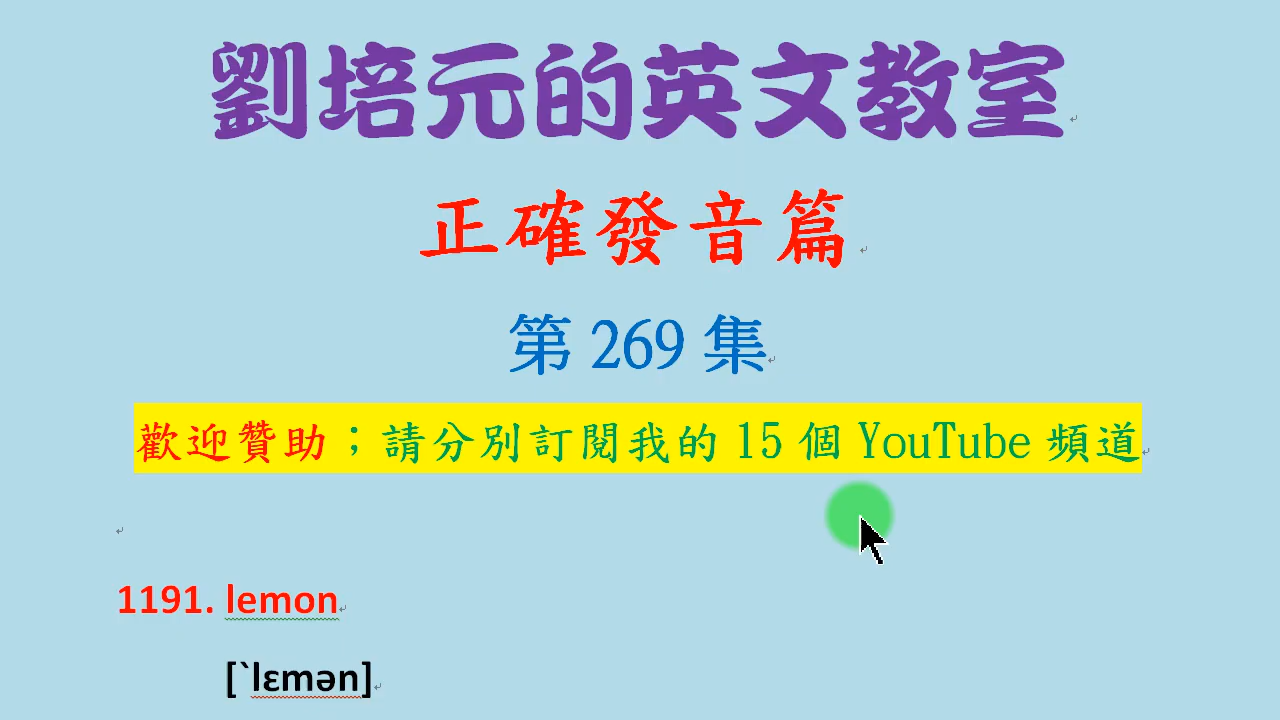 劉培元的英文教室
正確發音篇
第 269 集
歡迎贊助；請分別訂閱我的 15 個 YouTube 頻道
1191. lemon
[`lɛmən]